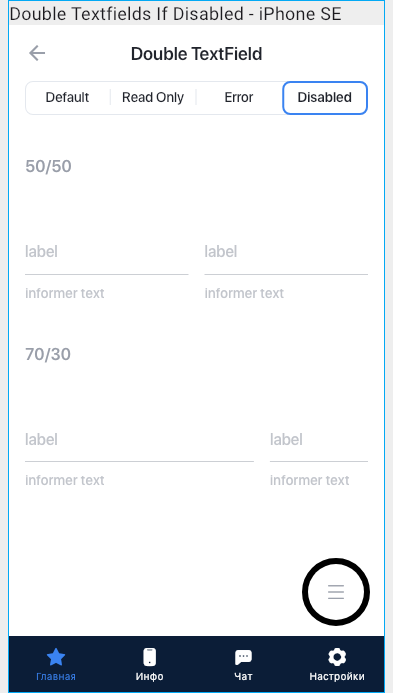 Double Textfields If Disabled - iPhone SE
Double TextField
Default Read Only Error Disabled
50/50
label label
informer text informer text
70/30
label label
informer text informer text
Главная Инфо Чат Настройки